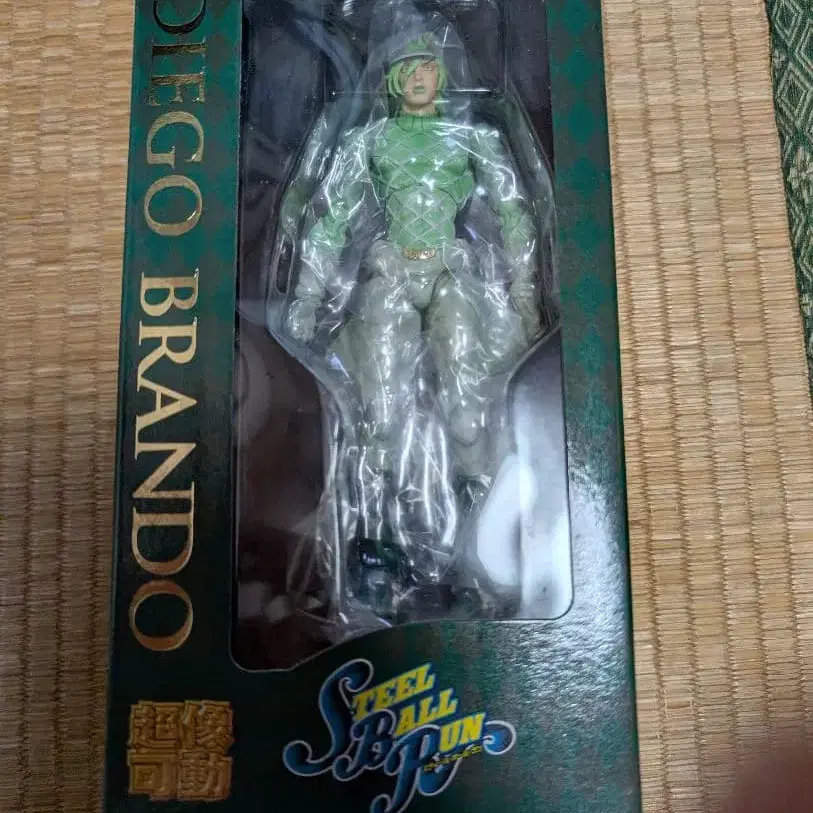 DIEGO BRANDO
超像
可動
STEEL
BALL
RUN